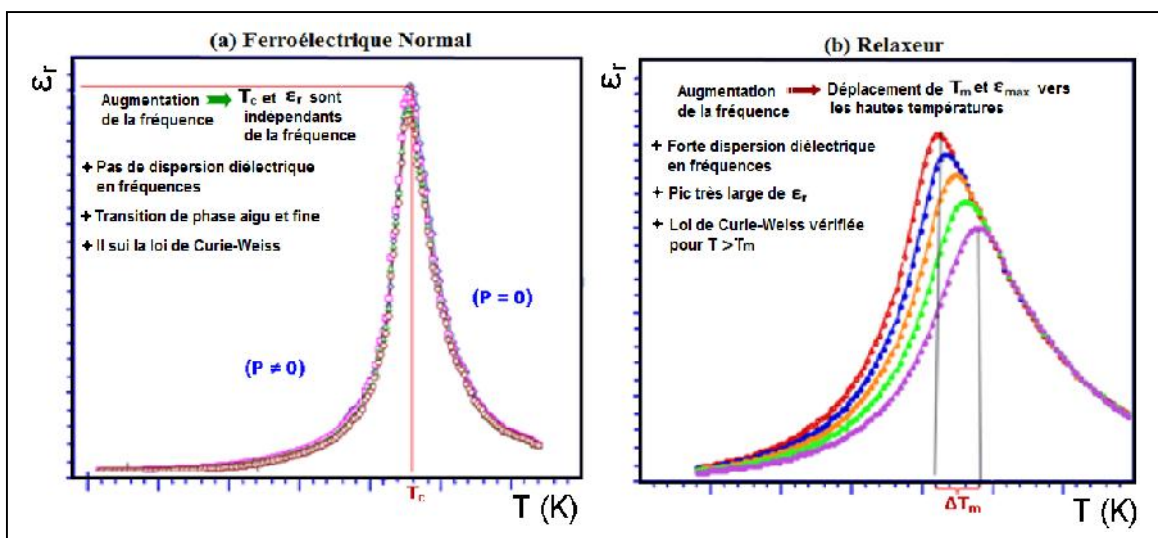 (a) Ferroélectrique Normal
εr
Augmentation
de la fréquence
Tc et εr sont
indépendants
de la fréquence
+ Pas de dispersion diélectrique
en fréquences
+ Transition de phase aigu et fine
+ Il sui la loi de Curie-Weiss
(P = 0)
(P ≠ 0)
Tc
T (K)
(b) Relaxeur
εr
Augmentation
de la fréquence
Déplacement de Tm et εmax vers
les hautes températures
+ Forte dispersion diélectrique
en fréquences
+ Pic très large de εr
+ Loi de Curie-Weiss vérifiée
pour T >Tm
ΔTm
T (K)